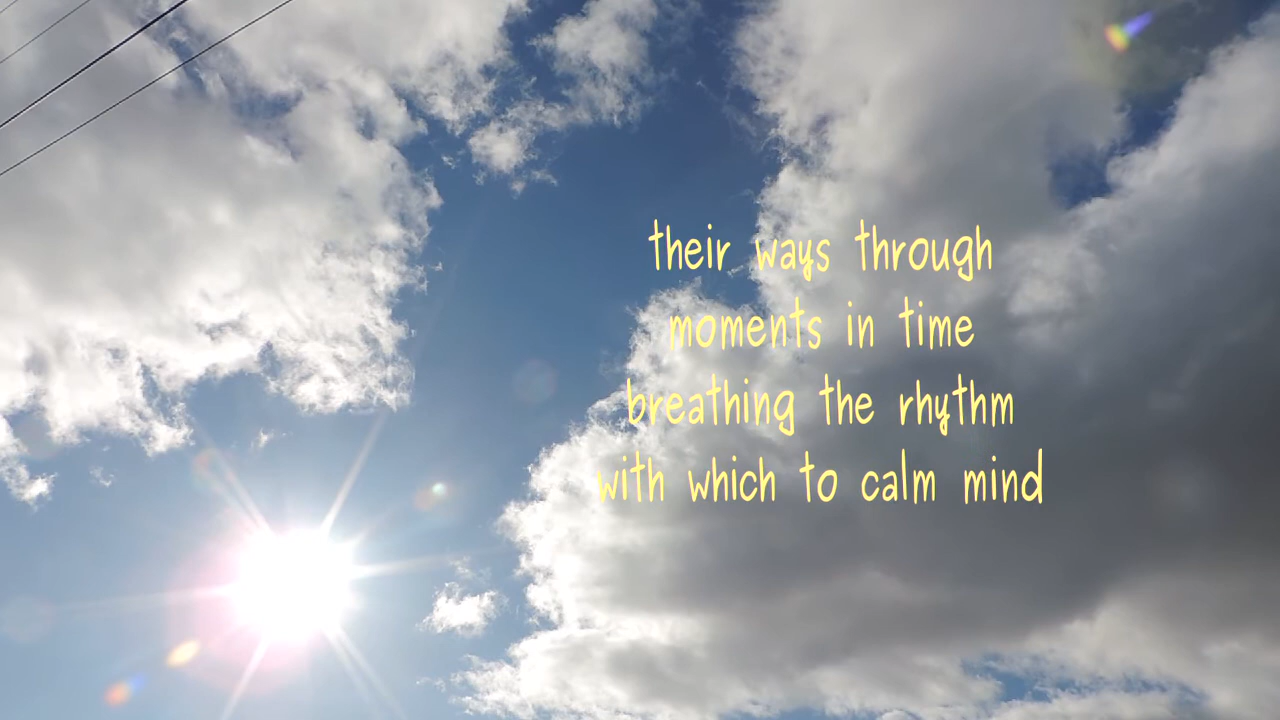 their ways through
moments in time
breathing the rhythm
with which to calm mind